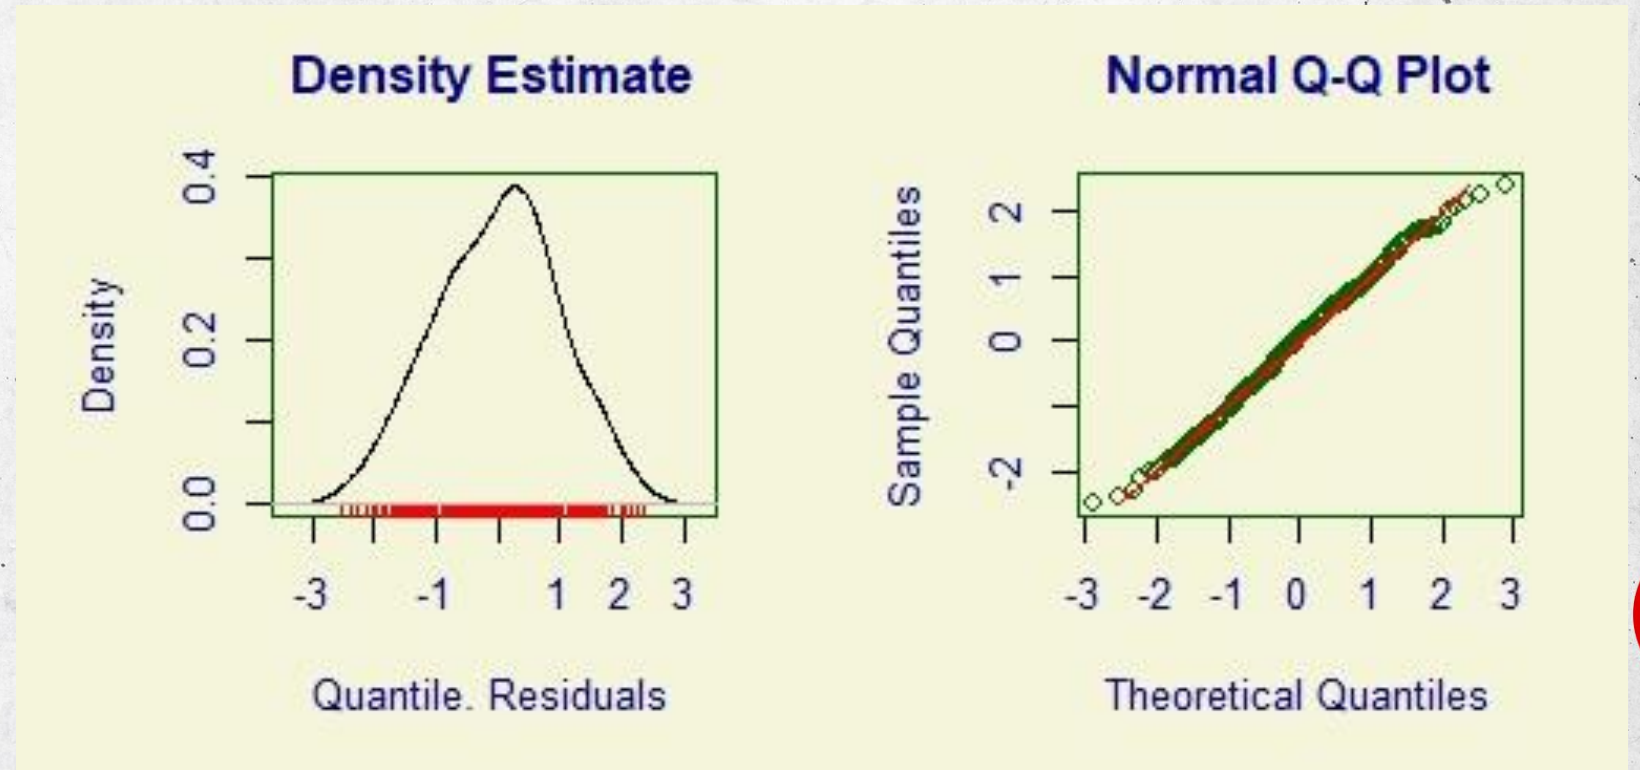 Density Estimate
Density
0.4
0.2
0.0
-3 -1 1 2 3
Quantile. Residuals
Normal Q-Q Plot
Sample Quantiles
2
1
0
-2
-3 -2 -1 0 1 2 3
Theoretical Quantiles